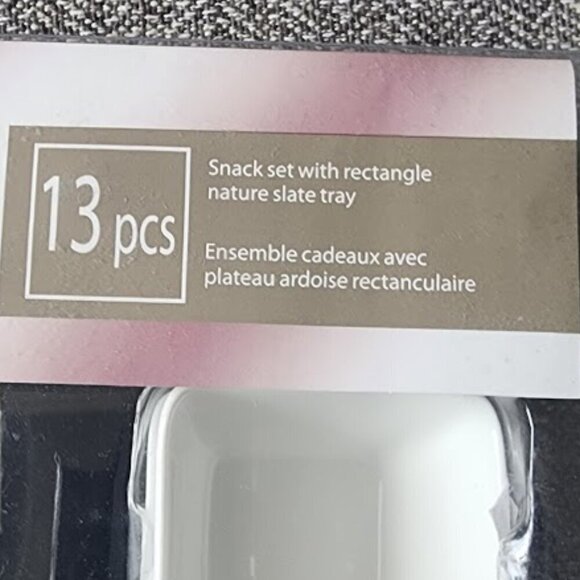 13 pcs
Snack set with rectangle
nature slate tray
Ensemble cadeaux avec
plateau ardoise rectanculaire